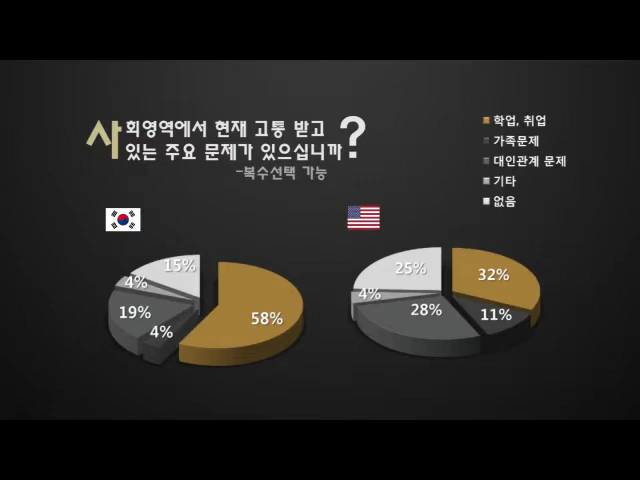 사회영역에서 현재 고통 받고
있는 주요 문제가 있으십니까?
-복수선택 가능
학업, 취업
가족문제
대인관계 문제
기타
없음
15%
4%
19%
4%
58%
25%
4%
28%
11%
32%